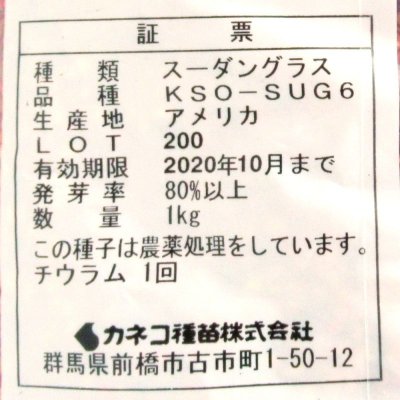 証票
種類 スーダングラス
品種 KSO-SUG6
生産地 アメリカ
LOT 200
有効期限 2020年10月まで
発芽率 80%以上
数量 1kg
この種子は農薬処理をしています。
チウラム 1回
カネコ種苗株式会社
群馬県前橋市古市町1-50-12